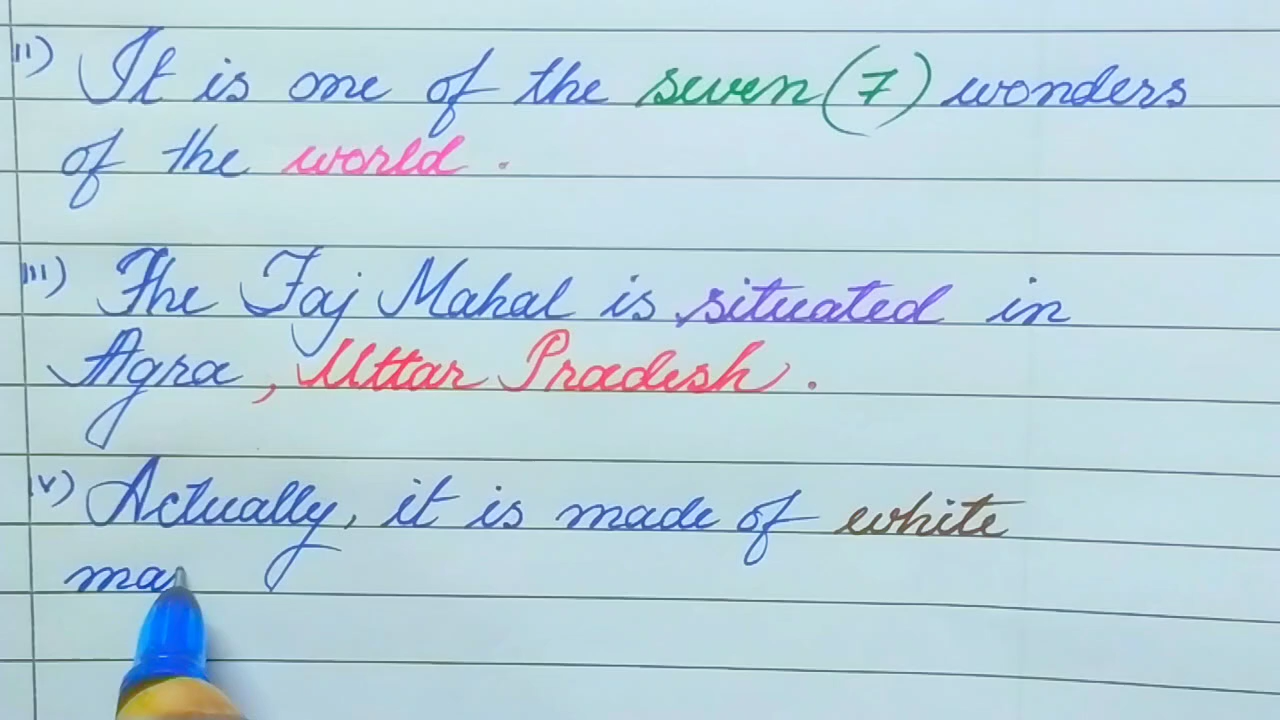 ii) It is one of the seven (7) wonders
of the world.
iii) The Taj Mahal is situated in
Agra, Uttar Pradesh.
iv) Actually, it is made of white
ma